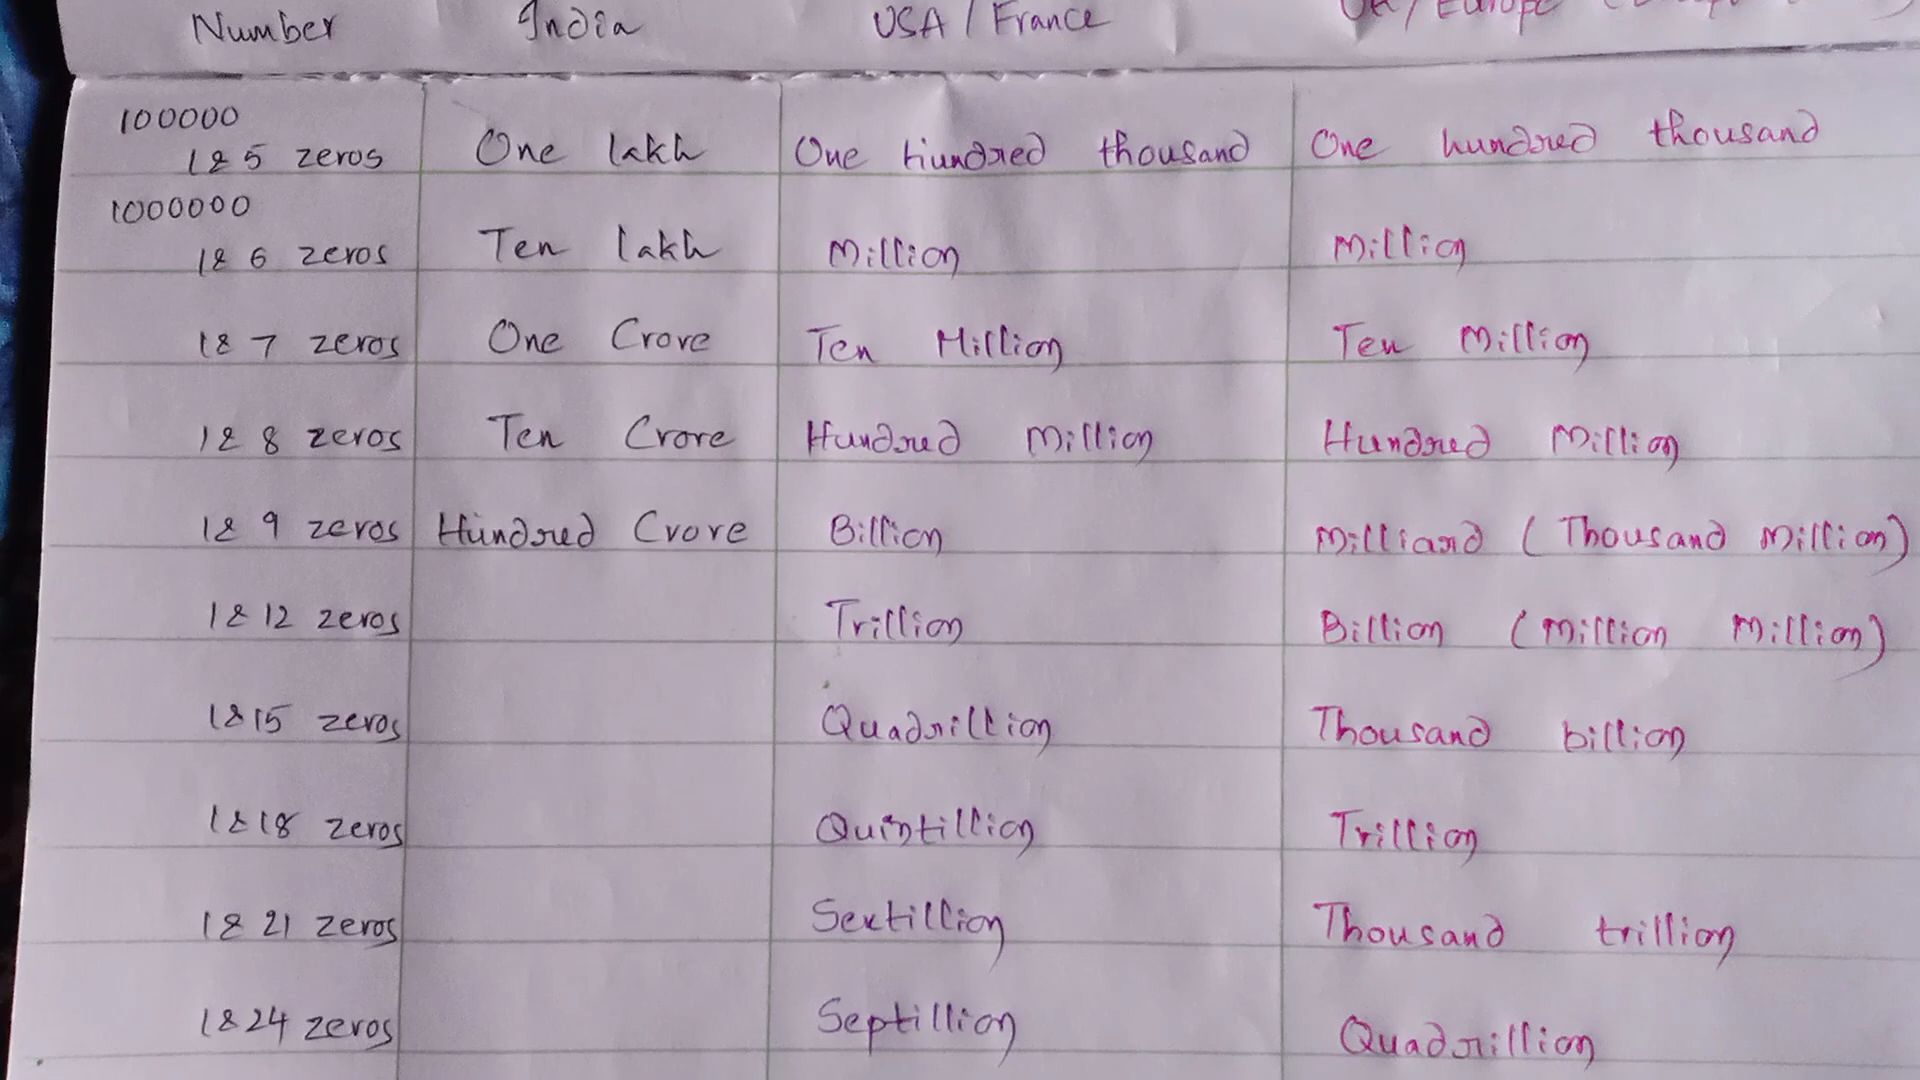 Number India USA / France UK / Europe
100000
1 & 5 zeros One lakh One hundred thousand One hundred thousand
1000000
1 & 6 zeros Ten lakh Million Million
1 & 7 zeros One Crore Ten Million Ten Million
1 & 8 zeros Ten Crore Hundred Million Hundred Million
1 & 9 zeros Hundred Crore Billion Milliard (Thousand Million)
1 & 12 zeros Trillion Billion (Million Million)
1 & 15 zeros Quadrillion Thousand billion
1 & 18 zeros Quintillion Trillion
1 & 21 zeros Sextillion Thousand trillion
1 & 24 zeros Septillion Quadrillion